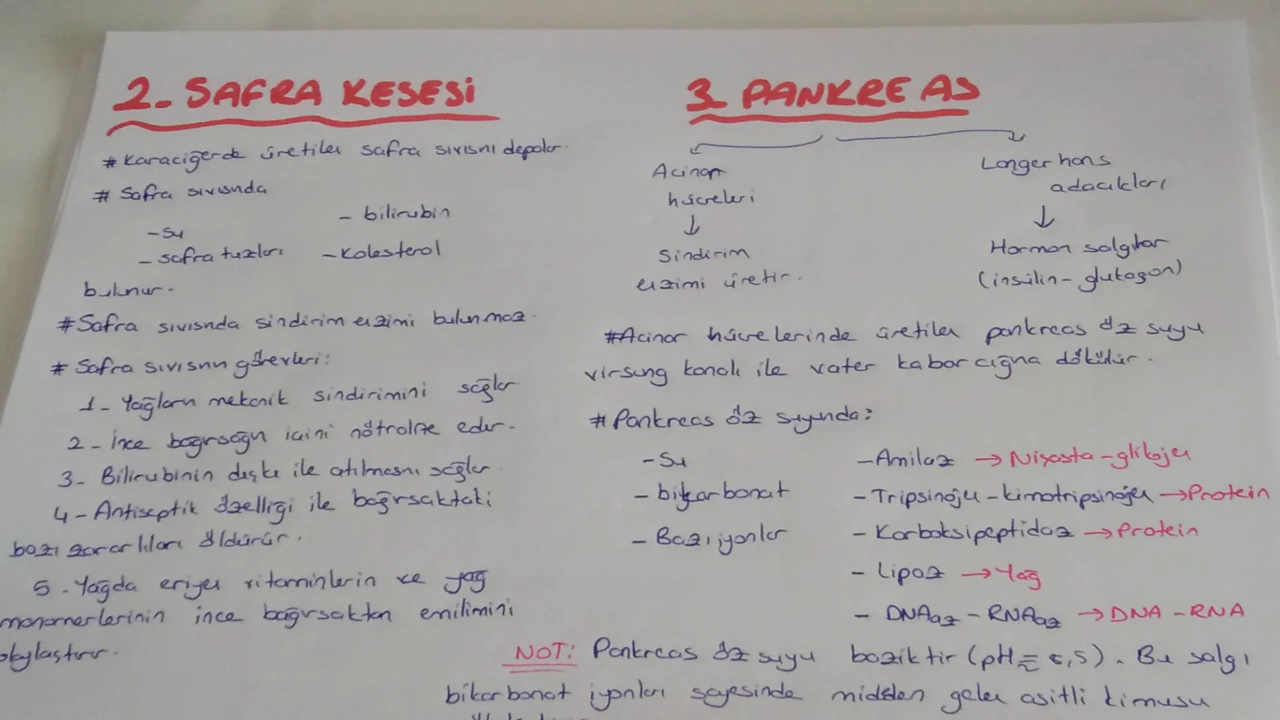 2- SAFRA KESESİ
# Karaciğerde üretilen safra sıvısını depolar.
# Safra sıvısında
- Su
- safra tuzları
- bilirubin
- Kolesterol
bulunur.
# Safra sıvısında sindirim enzimi bulunmaz.
# Safra sıvısının görevleri:
1- Yağların mekanik sindirimini sağlar
2- İnce bağırsağın içini nötralize eder.
3- Bilirubinin dışkı ile atılmasını sağlar.
4- Antiseptik özelliği ile bağırsaktaki
bazı zararlıları öldürür.
5- Yağda eriyen vitaminlerin ve yağ
monomerlerinin ince bağırsaktan emilimini
kolaylaştırır.
3. PANKREAS
Acinar
hücreleri
↓
Sindirim
enzimi üretir.
Langerhans
adacıkları
↓
Hormon salgılar
(insülin-glukagon)
# Acinar hücrelerinde üretilen pankreas öz suyu
virsung kanalı ile vater kabarcığına dökülür.
# Pankreas öz suyunda:
- Su
- bikarbonat
- Bazı iyonlar
- Amilaz → Nişasta-glikojen
- Tripsinojen-kimotripsinojen → Protein
- Karboksipeptidaz → Protein
- Lipaz → Yağ
- DNAaz - RNAaz → DNA - RNA
NOT: Pankreas öz suyu baziktir (pH = 8,5). Bu salgı
bikarbonat iyonları sayesinde mideden gelen asitli kimusu